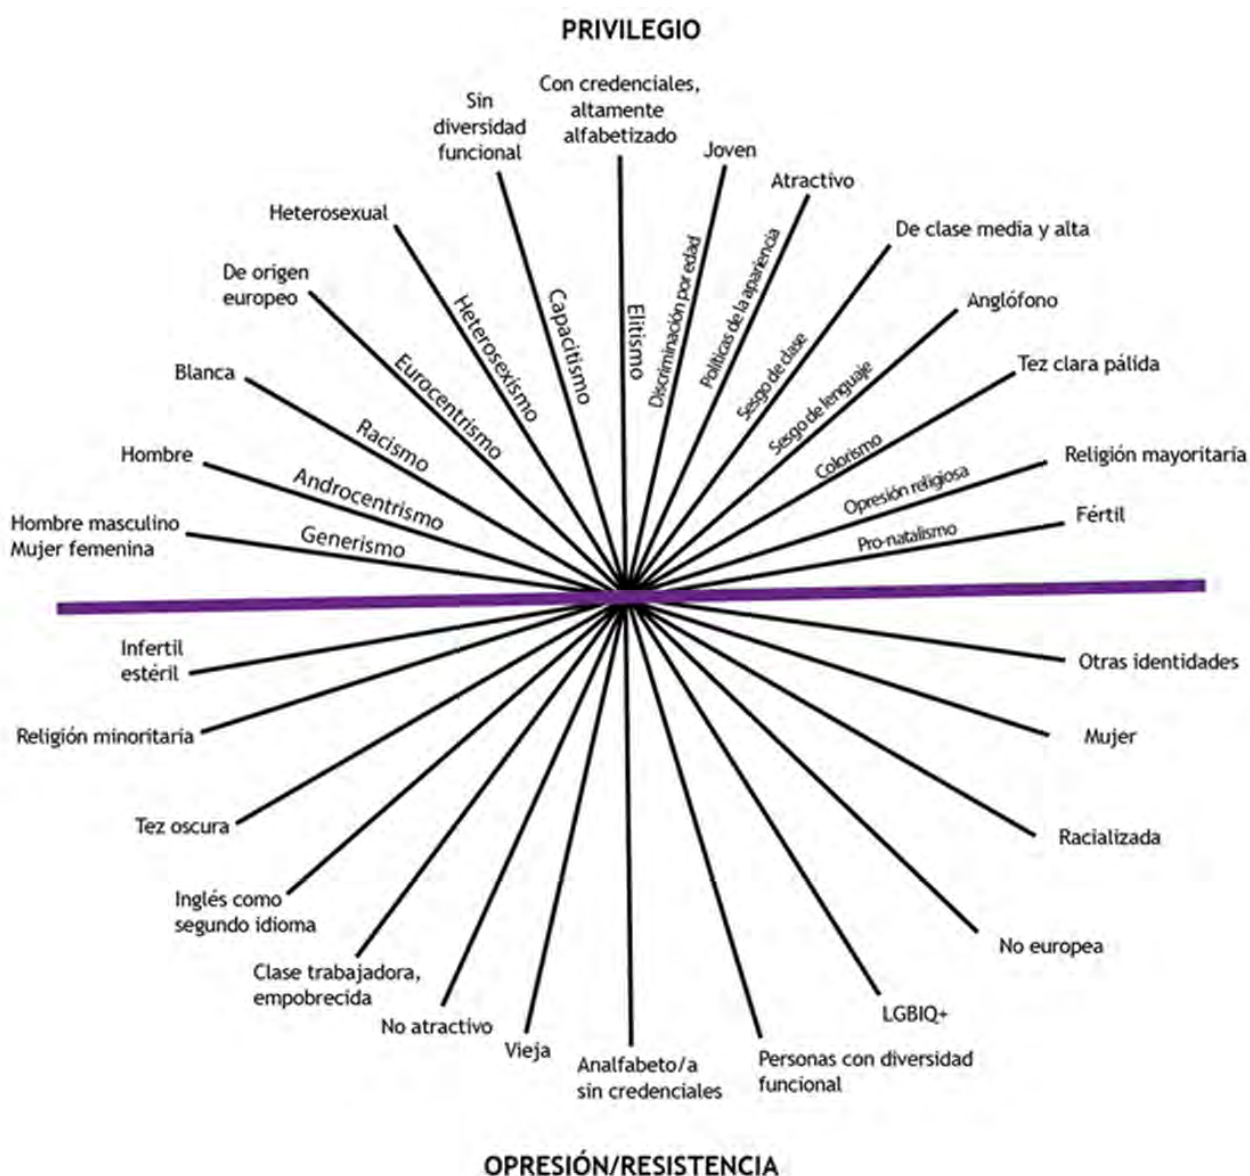 PRIVILEGIO
Con credenciales,
altamente
alfabetizado
Sin
diversidad
funcional
Joven
Atractivo
Heterosexual
De clase media y alta
De origen
europeo
Anglófono
Blanca
Tez clara pálida
Hombre
Religión mayoritaria
Hombre masculino
Mujer femenina
Fértil
Generismo
Androcentrismo
Racismo
Eurocentrismo
Heterosexismo
Capacitismo
Elitismo
Discriminación por edad
Políticas de la apariencia
Sesgo de clase
Sesgo de lenguaje
Colorismo
Opresión religiosa
Pro-natalismo
Infertil
estéril
Otras identidades
Religión minoritaria
Mujer
Tez oscura
Racializada
Inglés como
segundo idioma
No europea
Clase trabajadora,
empobrecida
LGBIQ+
No atractivo
Vieja
Analfabeto/a
sin credenciales
Personas con diversidad
funcional
OPRESIÓN/RESISTENCIA